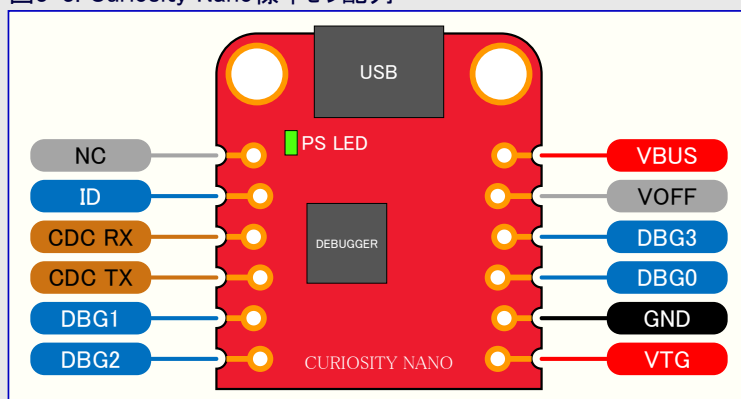 USB
PS LED
NC
VBUS
ID
VOFF
CDC RX
DEBUGGER
DBG3
CDC TX
DBG0
DBG1
GND
DBG2
CURIOSITY NANO
VTG